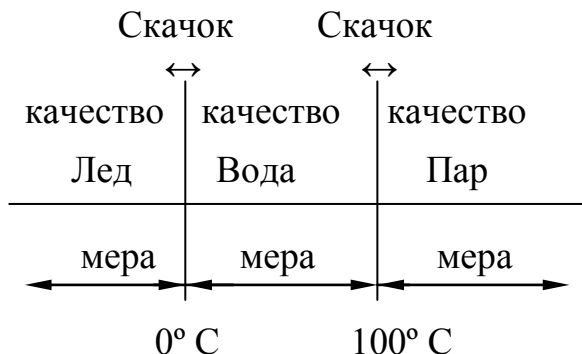 Скачок Скачок
↔ ↔
качество качество качество
Лед Вода Пар
мера мера мера
0º С 100º С